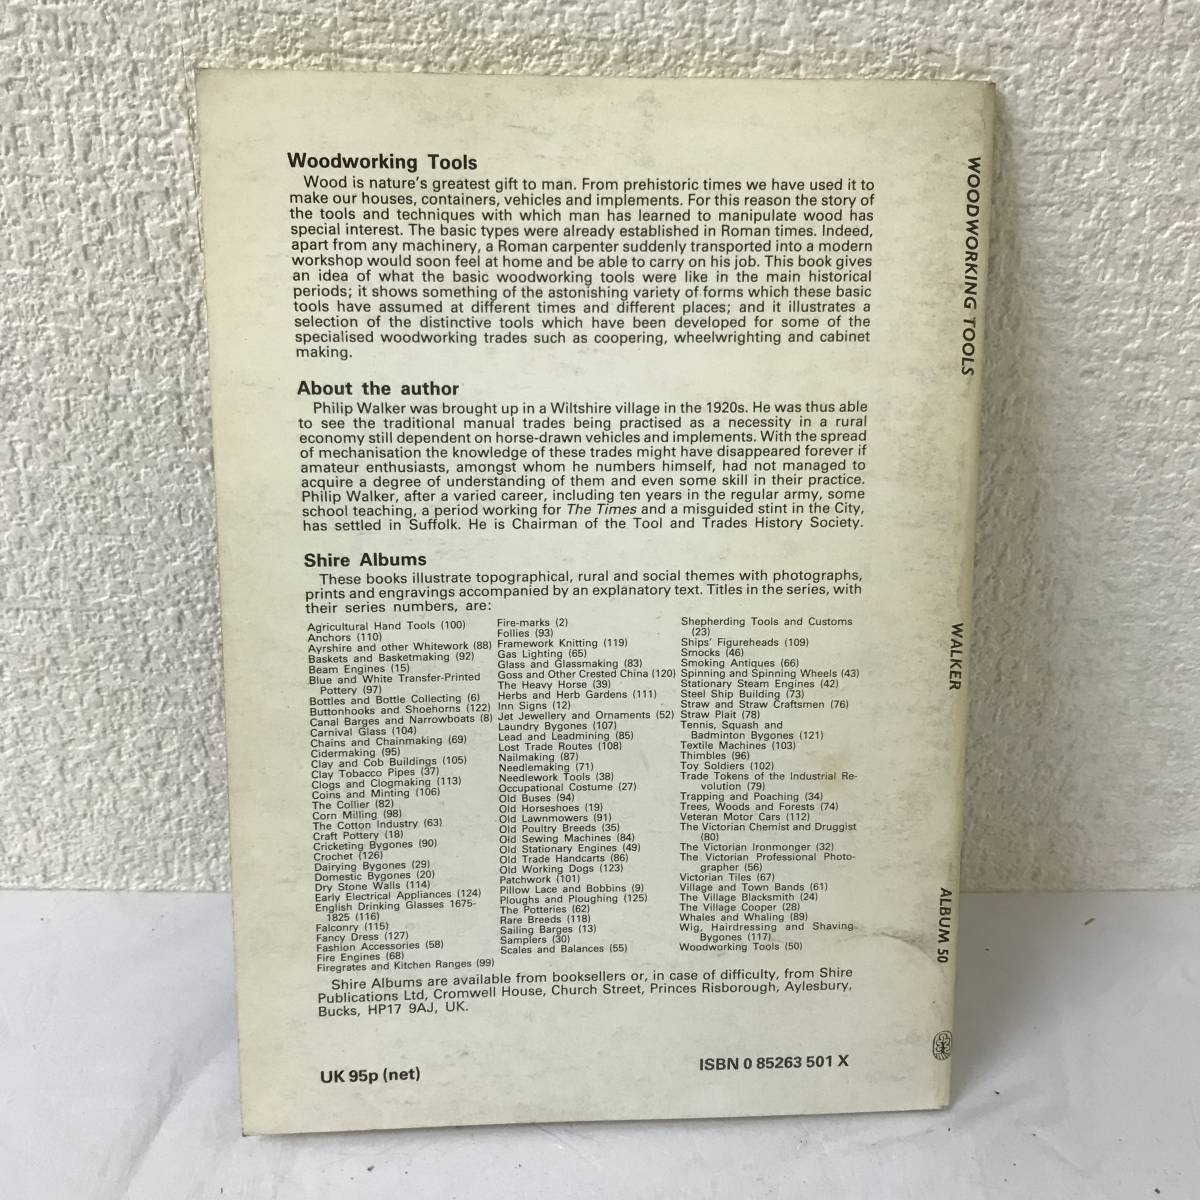 Woodworking Tools
Wood is nature's greatest gift to man. From prehistoric times we have used it to
make our houses, containers, vehicles and implements. For this reason the story of
the tools and techniques with which man has learned to manipulate wood has
special interest. The basic types were already established in Roman times. Indeed,
apart from any machinery, a Roman carpenter suddenly transported into a modern
workshop would soon feel at home and be able to carry on his job. This book gives
an idea of what the basic woodworking tools were like in the main historical
periods; it shows something of the astonishing variety of forms which these basic
tools have assumed at different times and different places; and it illustrates a
selection of the distinctive tools which have been developed for some of the
specialised woodworking trades such as coopering, wheelwrighting and cabinet
making.
About the author
Philip Walker was brought up in a Wiltshire village in the 1920s. He was thus able
to see the traditional manual trades being practised as a necessity in a rural
economy still dependent on horse-drawn vehicles and implements. With the spread
of mechanisation the knowledge of these trades might have disappeared forever if
amateur enthusiasts, amongst whom he numbers himself, had not managed to
acquire a degree of understanding of them and even some skill in their practice.
Philip Walker, after a varied career, including ten years in the regular army, some
school teaching, a period working for The Times and a misguided stint in the City,
has settled in Suffolk. He is Chairman of the Tool and Trades History Society.
Shire Albums
These books illustrate topographical, rural and social themes with photographs,
prints and engravings accompanied by an explanatory text. Titles in the series, with
their series numbers, are:
Agricultural Hand Tools (100)
Anchors (110)
Ayrshire and other Whitework (88)
Baskets and Basketmaking (92)
Beam Engines (15)
Blue and White Transfer-Printed
Pottery (97)
Bottles and Bottle Collecting (6)
Buttonhooks and Shoehorns (122)
Canal Barges and Narrowboats (8)
Carnival Glass (104)
Chains and Chainmaking (69)
Cidermaking (95)
Clay and Cob Buildings (105)
Clay Tobacco Pipes (37)
Clogs and Clogmaking (113)
Coins and Minting (106)
The Collier (82)
Corn Milling (98)
The Cotton Industry (63)
Craft Pottery (18)
Cricketing Bygones (90)
Crochet (126)
Dairying Bygones (29)
Domestic Bygones (20)
Dry Stone Walls (114)
Early Electrical Appliances (124)
English Drinking Glasses 1675-
1825 (116)
Falconry (115)
Fancy Dress (127)
Fashion Accessories (58)
Fire Engines (68)
Firegrates and Kitchen Ranges (99)
Fire-marks (2)
Follies (93)
Framework Knitting (119)
Gas Lighting (65)
Glass and Glassmaking (83)
Goss and Other Crested China (120)
The Heavy Horse (39)
Herbs and Herb Gardens (111)
Inn Signs (12)
Jet Jewellery and Ornaments (52)
Laundry Bygones (107)
Lead and Leadmining (85)
Lost Trade Routes (108)
Nailmaking (87)
Needlemaking (71)
Needlework Tools (38)
Occupational Costume (27)
Old Buses (94)
Old Horseshoes (19)
Old Lawnmowers (91)
Old Poultry Breeds (35)
Old Sewing Machines (84)
Old Stationary Engines (49)
Old Trade Handcarts (86)
Old Working Dogs (123)
Patchwork (101)
Pillow Lace and Bobbins (9)
Ploughs and Ploughing (125)
The Potteries (62)
Rare Breeds (118)
Sailing Barges (13)
Samplers (30)
Scales and Balances (55)
Shepherding Tools and Customs
(23)
Ships' Figureheads (109)
Smocks (46)
Smoking Antiques (66)
Spinning and Spinning Wheels (43)
Stationary Steam Engines (42)
Steel Ship Building (73)
Straw and Straw Craftsmen (76)
Straw Plait (78)
Tennis, Squash and
Badminton Bygones (121)
Textile Machines (103)
Thimbles (96)
Toy Soldiers (102)
Trade Tokens of the Industrial Re-
volution (79)
Trapping and Poaching (34)
Trees, Woods and Forests (74)
Veteran Motor Cars (112)
The Victorian Chemist and Druggist
(80)
The Victorian Ironmonger (32)
The Victorian Professional Photo-
grapher (56)
Victorian Tiles (67)
Village and Town Bands (61)
The Village Blacksmith (24)
The Village Cooper (28)
Whales and Whaling (89)
Wig, Hairdressing and Shaving
Bygones (117)
Woodworking Tools (50)
Shire Albums are available from booksellers or, in case of difficulty, from Shire
Publications Ltd, Cromwell House, Church Street, Princes Risborough, Aylesbury,
Bucks, HP17 9AJ, UK.
UK 95p (net)
ISBN 0 85263 501 X
WOODWORKING TOOLS
WALKER
ALBUM 50